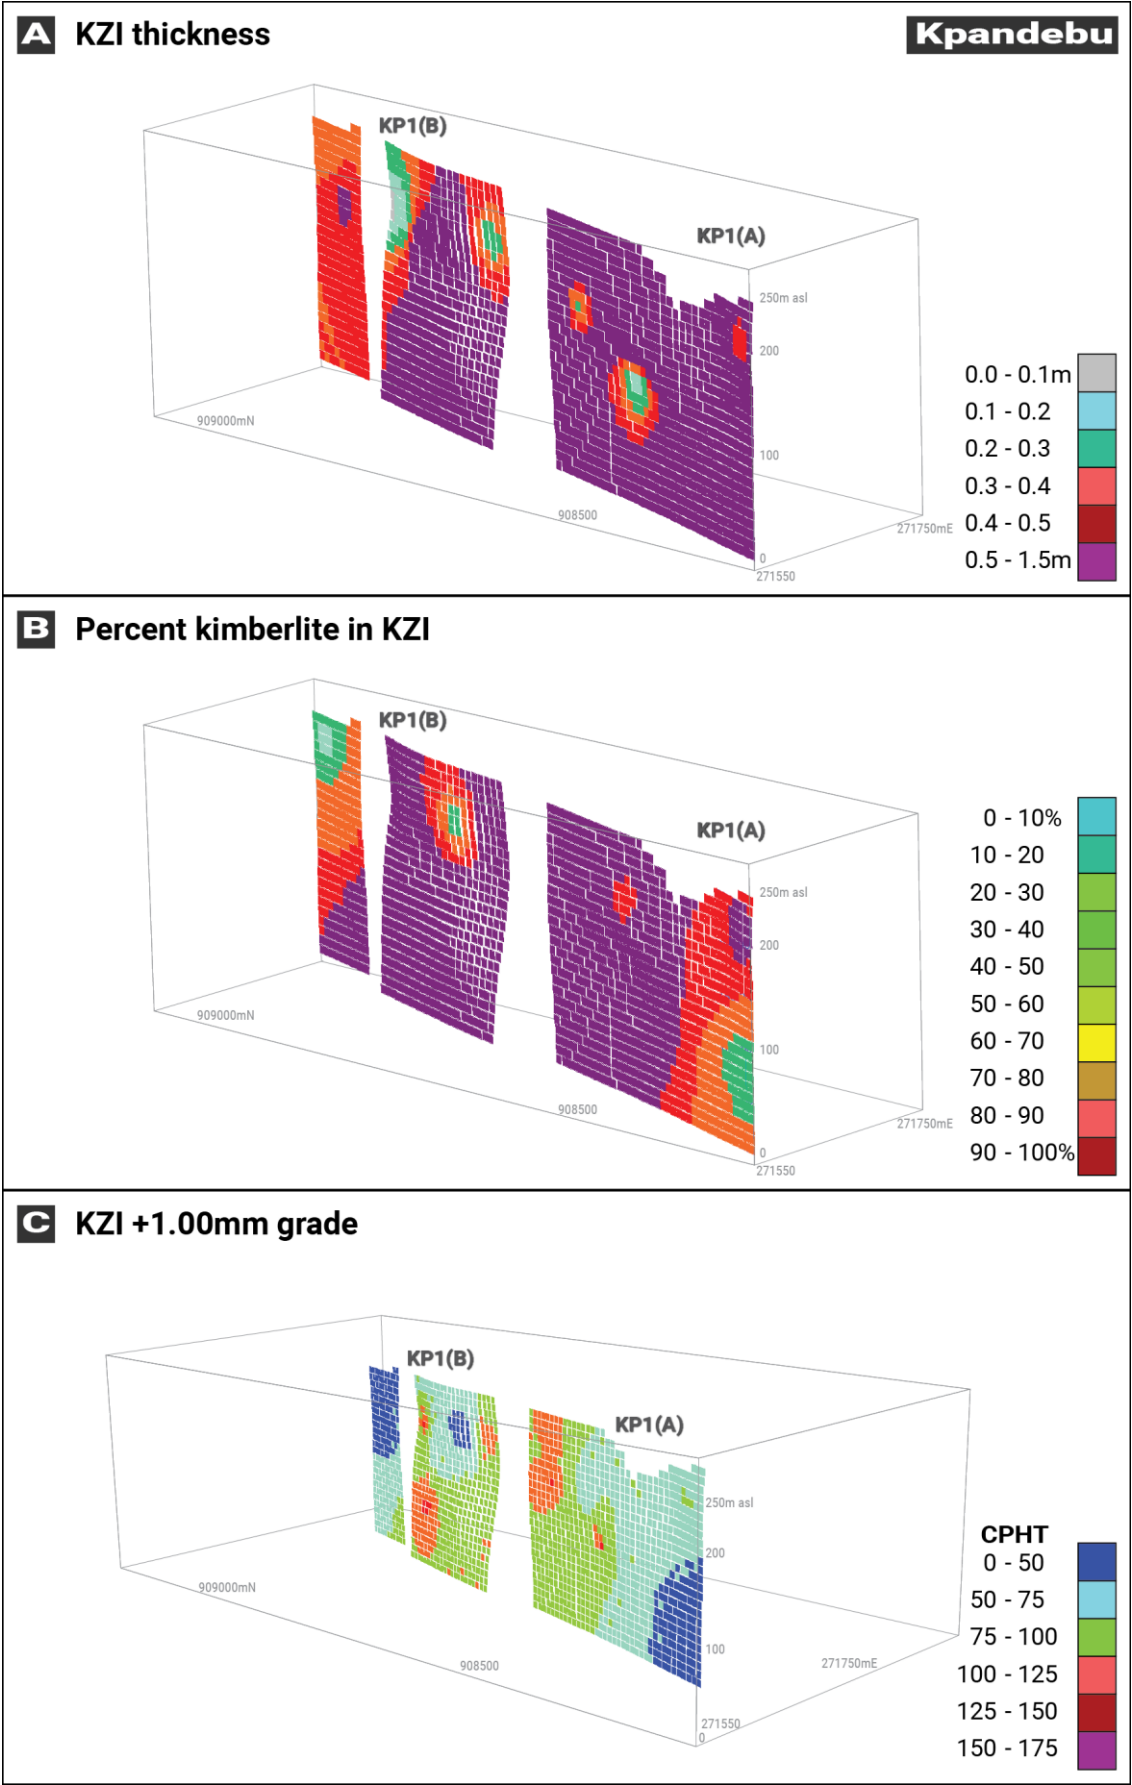 A KZI thickness
Kpandebu
KP1(B)
KP1(A)
250m asl
200
100
0
909000mN
908500
271750mE
271550
0.0 - 0.1m
0.1 - 0.2
0.2 - 0.3
0.3 - 0.4
0.4 - 0.5
0.5 - 1.5m
B Percent kimberlite in KZI
KP1(B)
KP1(A)
250m asl
200
100
0
909000mN
908500
271750mE
271550
0 - 10%
10 - 20
20 - 30
30 - 40
40 - 50
50 - 60
60 - 70
70 - 80
80 - 90
90 - 100%
C KZI +1.00mm grade
KP1(B)
KP1(A)
250m asl
200
100
909000mN
908500
271750mE
271550
0
CPHT
0 - 50
50 - 75
75 - 100
100 - 125
125 - 150
150 - 175